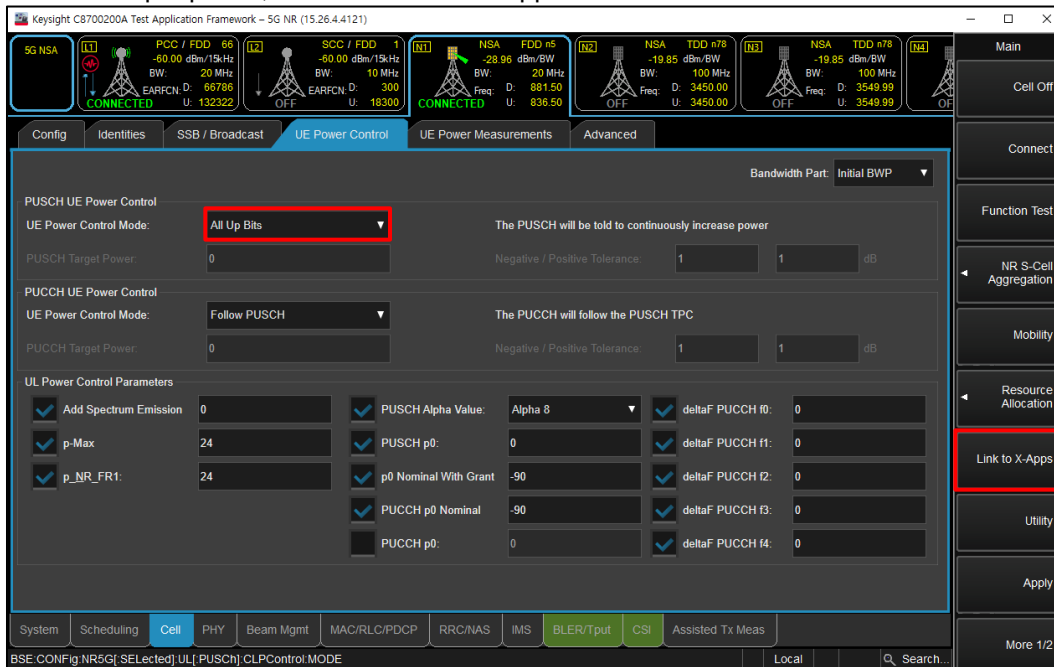 Keysight C8700200A Test Application Framework – 5G NR (15.26.4.4121)
5G NSA
L1 PCC / FDD 66
-60.00 dBm/15kHz
BW: 20 MHz
EARFCN: D: 66786
CONNECTED U: 132322
L2 SCC / FDD 1
-60.00 dBm/15kHz
BW: 10 MHz
EARFCN: D: 300
OFF U: 18300
N1 NSA FDD n5
-28.96 dBm/BW
BW: 20 MHz
Freq: D: 881.50
CONNECTED U: 836.50
N2 NSA TDD n78
-19.85 dBm/BW
BW: 100 MHz
Freq: D: 3450.00
OFF U: 3450.00
N3 NSA TDD n78
-19.85 dBm/BW
BW: 100 MHz
Freq: D: 3549.99
OFF U: 3549.99
N4
OF
Config Identities SSB / Broadcast UE Power Control UE Power Measurements Advanced
Bandwidth Part: Initial BWP
PUSCH UE Power Control
UE Power Control Mode: All Up Bits The PUSCH will be told to continuously increase power
PUSCH Target Power: 0 Negative / Positive Tolerance: 1 1 dB
PUCCH UE Power Control
UE Power Control Mode: Follow PUSCH The PUCCH will follow the PUSCH TPC
PUCCH Target Power: 0 Negative / Positive Tolerance: 1 1 dB
UL Power Control Parameters
Add Spectrum Emission 0 PUSCH Alpha Value: Alpha 8 deltaF PUCCH f0: 0
p-Max 24 PUSCH p0: 0 deltaF PUCCH f1: 0
p_NR_FR1: 24 p0 Nominal With Grant -90 deltaF PUCCH f2: 0
PUCCH p0 Nominal -90 deltaF PUCCH f3: 0
PUCCH p0: 0 deltaF PUCCH f4: 0
System Scheduling Cell PHY Beam Mgmt MAC/RLC/PDCP RRC/NAS IMS BLER/Tput CSI Assisted Tx Meas
BSE:CONFig:NR5G[:SELected]:UL[:PUSCh]:CLPControl:MODE Local Search...
Main
Cell Off
Connect
Function Test
NR S-Cell
Aggregation
Mobility
Resource
Allocation
Link to X-Apps
Utility
Apply
More 1/2